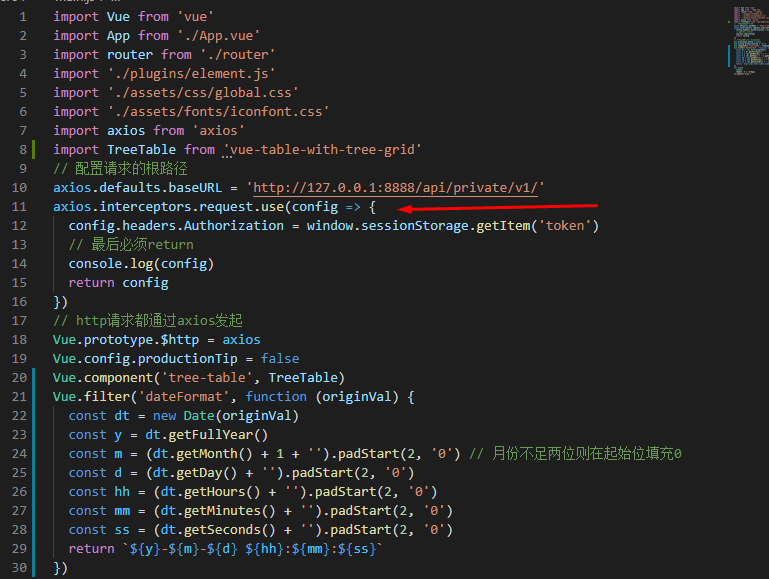 1 import Vue from 'vue'
2 import App from './App.vue'
3 import router from './router'
4 import './plugins/element.js'
5 import './assets/css/global.css'
6 import './assets/fonts/iconfont.css'
7 import axios from 'axios'
8 import TreeTable from 'vue-table-with-tree-grid'
9 // 配置请求的根路径
10 axios.defaults.baseURL = 'http://127.0.0.1:8888/api/private/v1/'
11 axios.interceptors.request.use(config => {
12   config.headers.Authorization = window.sessionStorage.getItem('token')
13   // 最后必须return
14   console.log(config)
15   return config
16 })
17 // http请求都通过axios发起
18 Vue.prototype.$http = axios
19 Vue.config.productionTip = false
20 Vue.component('tree-table', TreeTable)
21 Vue.filter('dateFormat', function (originVal) {
22   const dt = new Date(originVal)
23   const y = dt.getFullYear()
24   const m = (dt.getMonth() + 1 + '').padStart(2, '0') // 月份不足两位则在起始位填充0
25   const d = (dt.getDay() + '').padStart(2, '0')
26   const hh = (dt.getHours() + '').padStart(2, '0')
27   const mm = (dt.getMinutes() + '').padStart(2, '0')
28   const ss = (dt.getSeconds() + '').padStart(2, '0')
29   return `${y}-${m}-${d} ${hh}:${mm}:${ss}`
30 })